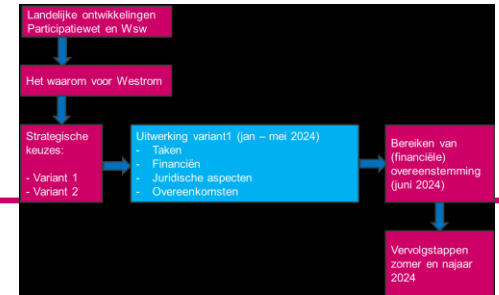 Landelijke ontwikkelingen
Participatiewet en Wsw
Het waarom voor Westrom
Strategische
keuzes:
- Variant 1
- Variant 2
Uitwerking variant1 (jan – mei 2024)
- Taken
- Financiën
- Juridische aspecten
- Overeenkomsten
Bereiken van
(financiële)
overeenstemming
(juni 2024)
Vervolgstappen
zomer en najaar
2024